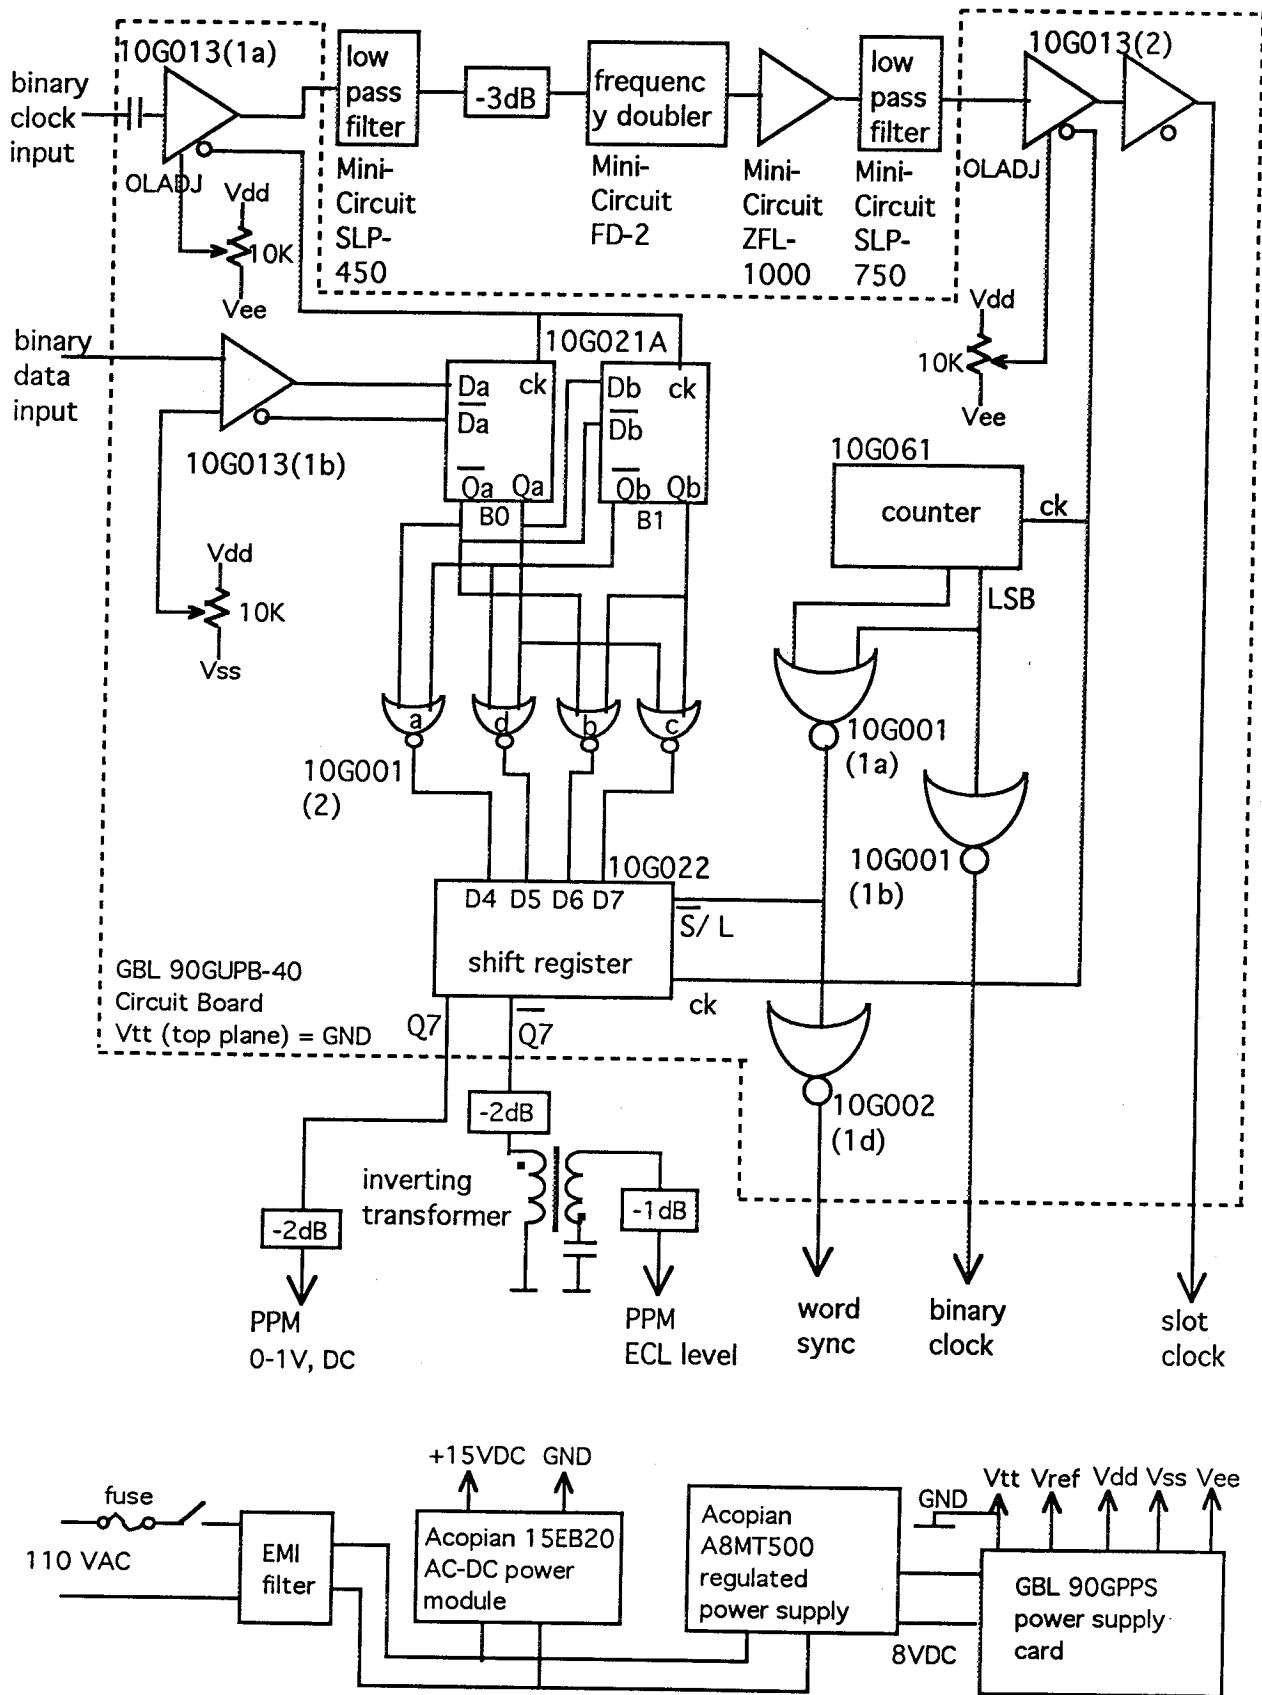 10G013(1a)
binary
clock
input
OLADJ
Vdd
10K
Vee
low
pass
filter
Mini-
Circuit
SLP-
450
-3dB
frequenc
y doubler
Mini-
Circuit
FD-2
Mini-
Circuit
ZFL-
1000
low
pass
filter
Mini-
Circuit
SLP-
750
10G013(2)
OLADJ
Vdd
10K
Vee
binary
data
input
10G013(1b)
Vdd
10K
Vss
10G021A
Da
ck
Da
Qa
Qa
B0
Db
ck
Db
Qb
Qb
B1
10G061
counter
ck
LSB
a
d
b
c
10G001
(2)
10G001
(1a)
10G001
(1b)
10G022
D4 D5 D6 D7
S/ L
shift register
ck
Q7
Q7
GBL 90GUPB-40
Circuit Board
Vtt (top plane) = GND
-2dB
10G002
(1d)
inverting
transformer
-2dB
-1dB
PPM
0-1V, DC
PPM
ECL level
word
sync
binary
clock
slot
clock
+15VDC GND
fuse
110 VAC
EMI
filter
Acopian 15EB20
AC-DC power
module
Acopian
A8MT500
regulated
power supply
8VDC
GND
Vtt Vref Vdd Vss Vee
GBL 90GPPS
power supply
card